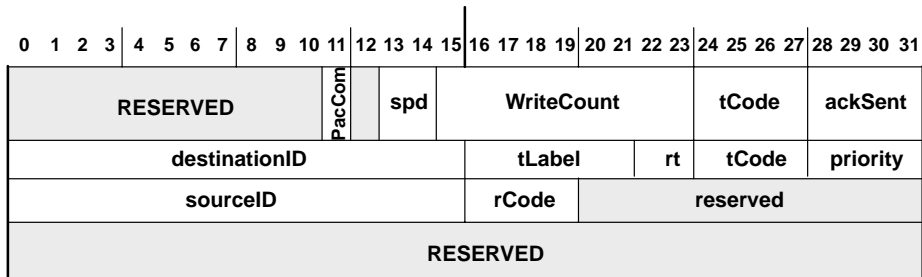 0 1 2 3 4 5 6 7 8 9 10 11 12 13 14 15 16 17 18 19 20 21 22 23 24 25 26 27 28 29 30 31
RESERVED PacCom spd WriteCount tCode ackSent
destinationID tLabel rt tCode priority
sourceID rCode reserved
RESERVED